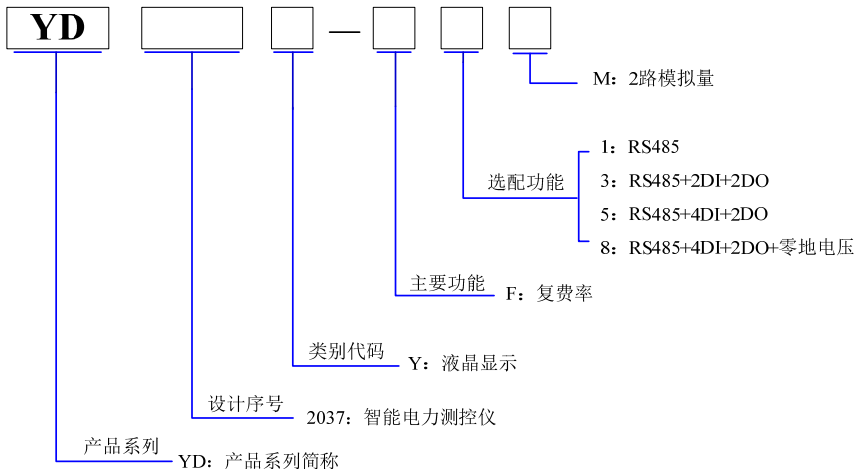 YD —
M：2路模拟量
1：RS485
选配功能
3：RS485+2DI+2DO
5：RS485+4DI+2DO
8：RS485+4DI+2DO+零地电压
主要功能
F：复费率
类别代码
Y：液晶显示
设计序号
2037：智能电力测控仪
产品系列
YD：产品系列简称